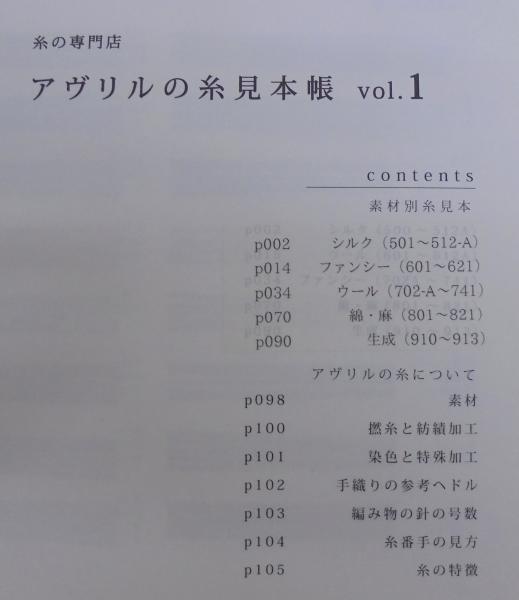 糸の専門店
アヴリルの糸見本帳 vol.1
contents
素材別糸見本
p002 シルク（501～512-A）
p014 ファンシー（601～621）
p034 ウール（702-A～741）
p070 綿・麻（801～821）
p090 生成（910～913）
アヴリルの糸について
p098 素材
p100 撚糸と紡績加工
p101 染色と特殊加工
p102 手織りの参考ヘドル
p103 編み物の針の号数
p104 糸番手の見方
p105 糸の特徴